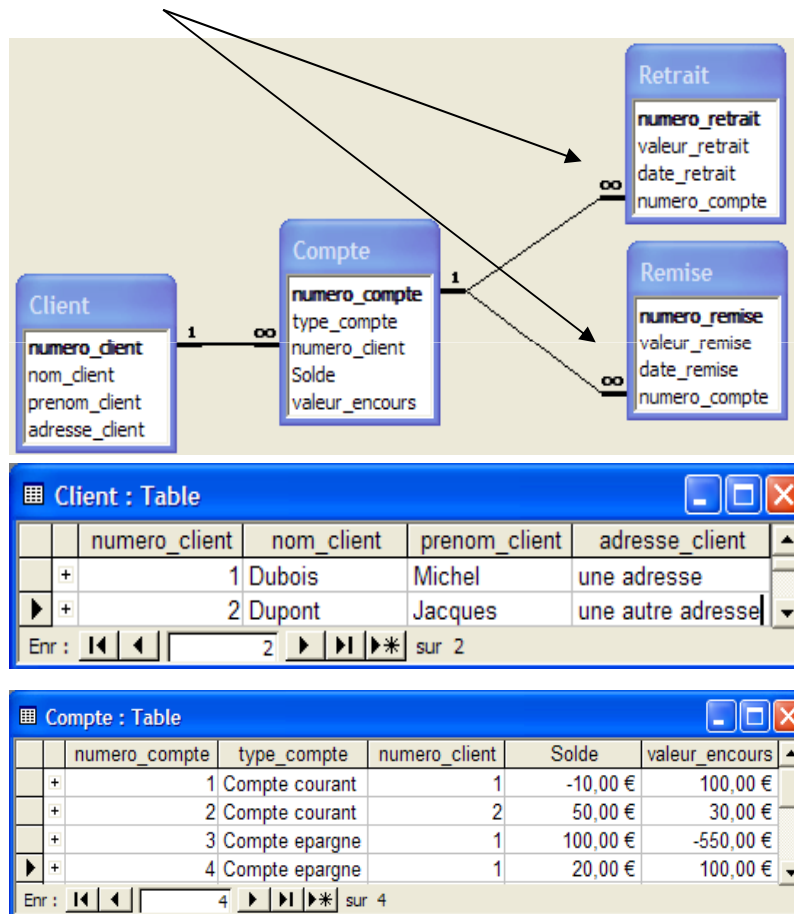 Retrait
numero_retrait
valeur_retrait
date_retrait
numero_compte
∞
Compte
numero_compte
type_compte
numero_client
Solde
valeur_encours
1
Remise
numero_remise
valeur_remise
date_remise
numero_compte
∞
Client
numero_client
nom_client
prenom_client
adresse_client
1 ∞
Client : Table
numero_client nom_client prenom_client adresse_client
+ 1 Dubois Michel une adresse
+ 2 Dupont Jacques une autre adresse
Enr : 2 sur 2
Compte : Table
numero_compte type_compte numero_client Solde valeur_encours
+ 1 Compte courant 1 -10,00 € 100,00 €
+ 2 Compte courant 2 50,00 € 30,00 €
+ 3 Compte epargne 1 100,00 € -550,00 €
+ 4 Compte epargne 1 20,00 € 100,00 €
Enr : 4 sur 4